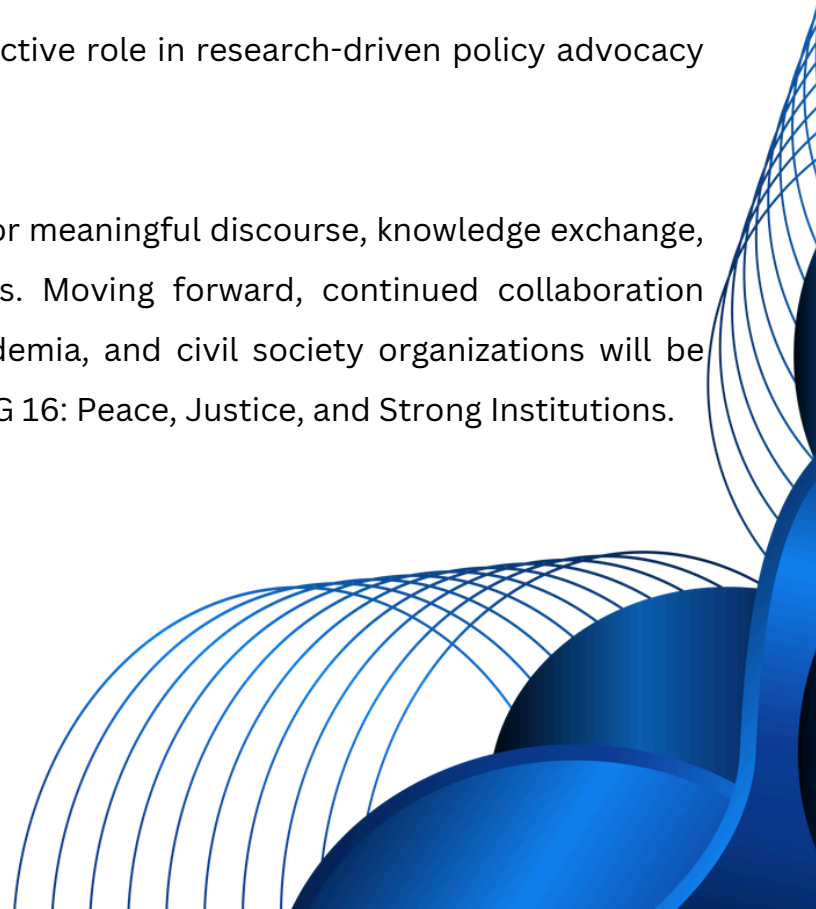 ctive role in research-driven policy advocacy
or meaningful discourse, knowledge exchange,
s. Moving forward, continued collaboration
demia, and civil society organizations will be
G 16: Peace, Justice, and Strong Institutions.